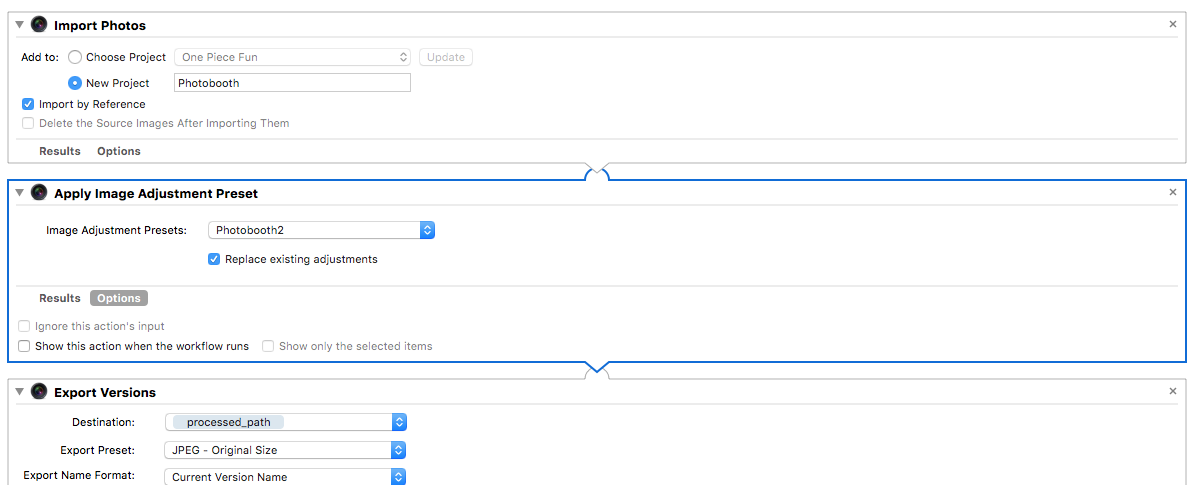 Import Photos
Add to: Choose Project One Piece Fun Update
New Project Photobooth
Import by Reference
Delete the Source Images After Importing Them
Results Options
Apply Image Adjustment Preset
Image Adjustment Presets: Photobooth2
Replace existing adjustments
Results Options
Ignore this action's input
Show this action when the workflow runs Show only the selected items
Export Versions
Destination: processed_path
Export Preset: JPEG - Original Size
Export Name Format: Current Version Name